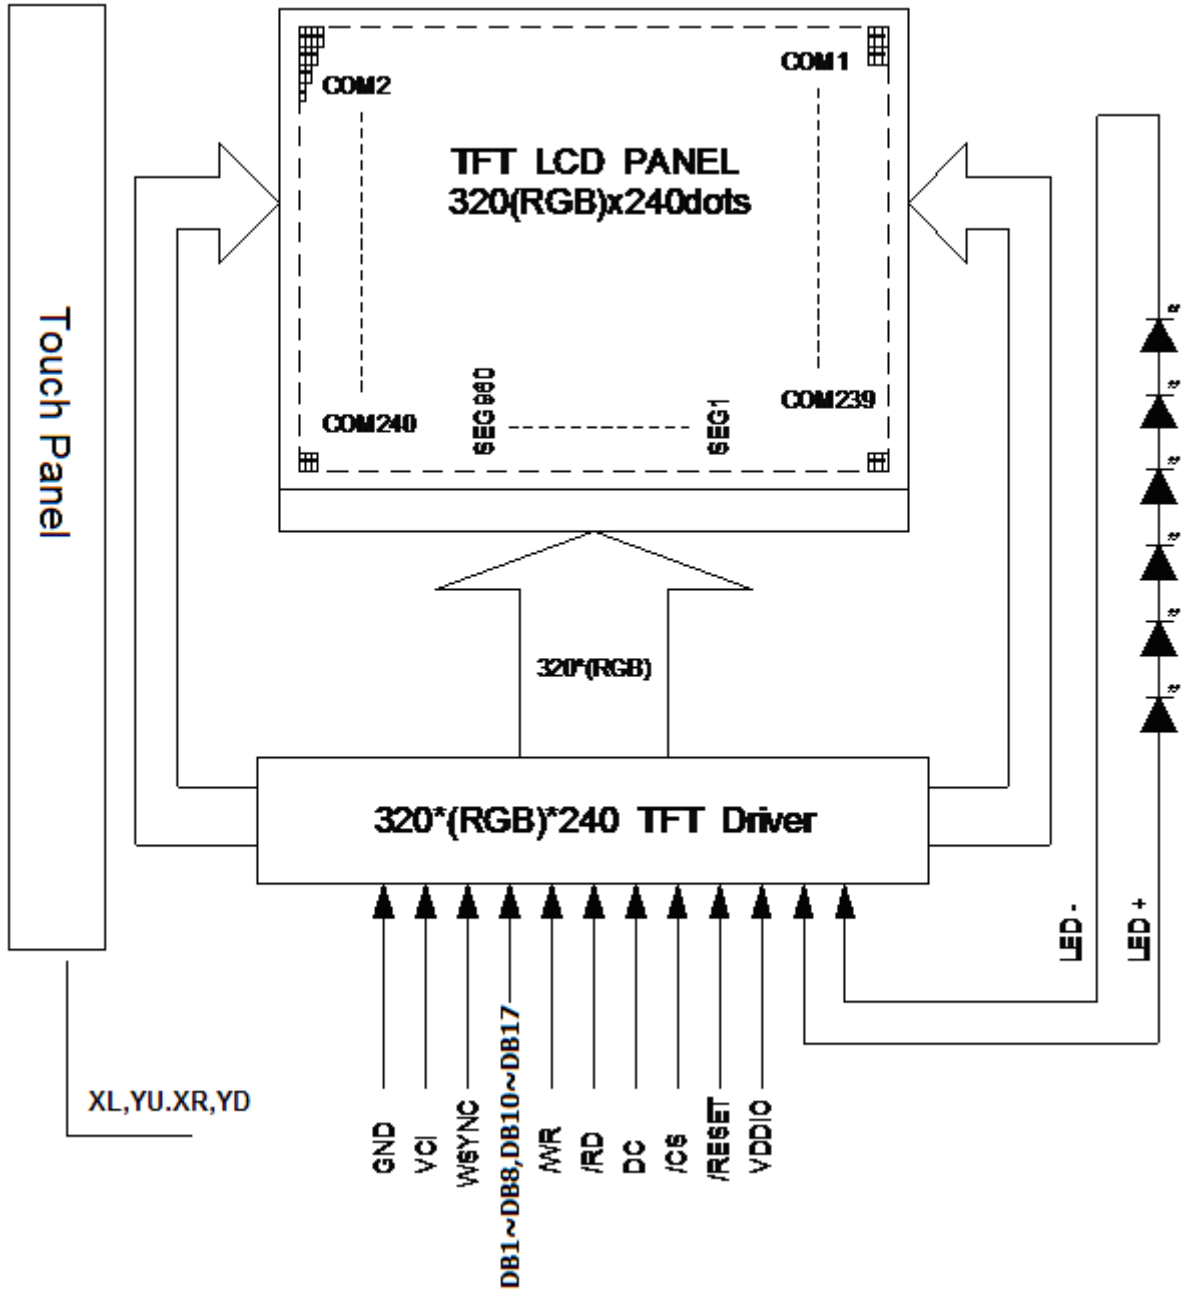 COM2
COM1
TFT LCD PANEL
320(RGB)x240dots
Touch Panel
COM240
SEG960
SEG1
COM239
320*(RGB)
320*(RGB)*240 TFT Driver
LED -
LED +
XL,YU.XR,YD
GND
VCI
WSYNC
DB1~DB8,DB10~DB17
/WR
/RD
DC
/CS
/RESET
VDDIO